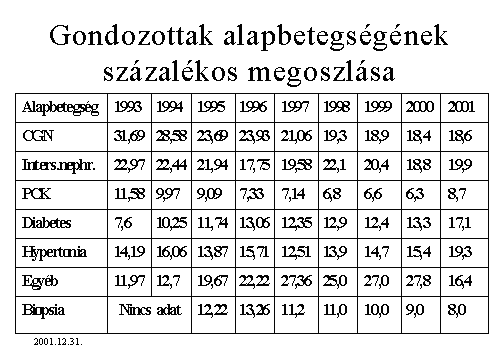 Gondozottak alapbetegségének
százalékos megoszlása
Alapbetegség 1993 1994 1995 1996 1997 1998 1999 2000 2001
CGN 31,69 28,58 23,69 23,93 21,06 19,3 18,9 18,4 18,6
Inters.nephr. 22,97 22,44 21,94 17,75 19,58 22,1 20,4 18,8 19,9
PCK 11,58 9,97 9,09 7,33 7,14 6,8 6,6 6,3 8,7
Diabetes 7,6 10,25 11,74 13,06 12,35 12,9 12,4 13,3 17,1
Hypertonia 14,19 16,06 13,87 15,71 12,51 13,9 14,7 15,4 19,3
Egyéb 11,97 12,7 19,67 22,22 27,36 25,0 27,0 27,8 16,4
Biopsia Nincs adat 12,22 13,26 11,2 11,0 10,0 9,0 8,0
2001.12.31.